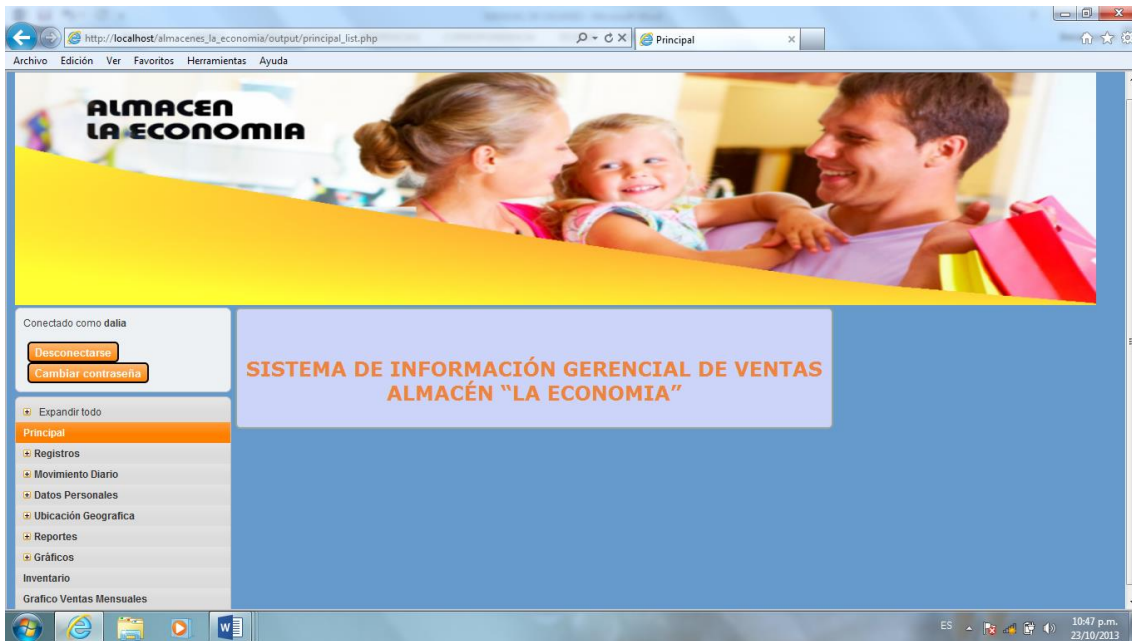 http://localhost/almacenes_la_economia/output/principal_list.php
Principal
Archivo Edición Ver Favoritos Herramientas Ayuda
ALMACEN
LA ECONOMIA
Conectado como dalia
Desconectarse
Cambiar contraseña
Expandir todo
Principal
Registros
Movimiento Diario
Datos Personales
Ubicación Geografica
Reportes
Gráficos
Inventario
Grafico Ventas Mensuales
SISTEMA DE INFORMACIÓN GERENCIAL DE VENTAS
ALMACÉN “LA ECONOMIA”
ES
10:47 p.m.
23/10/2013